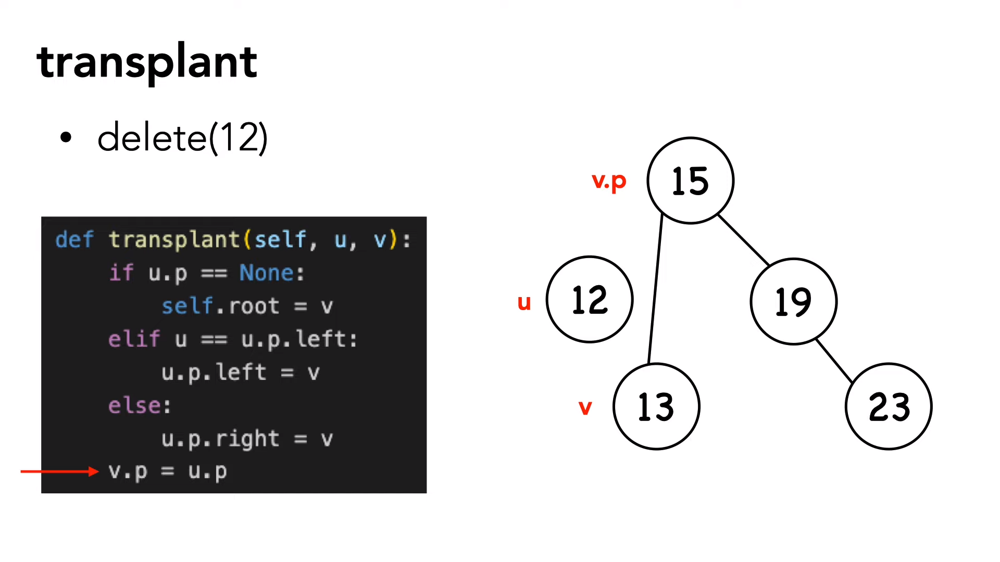 transplant
• delete(12)
def transplant(self, u, v):
    if u.p == None:
        self.root = v
    elif u == u.p.left:
        u.p.left = v
    else:
        u.p.right = v
    v.p = u.p
v.p
15
u
12
19
v
13
23